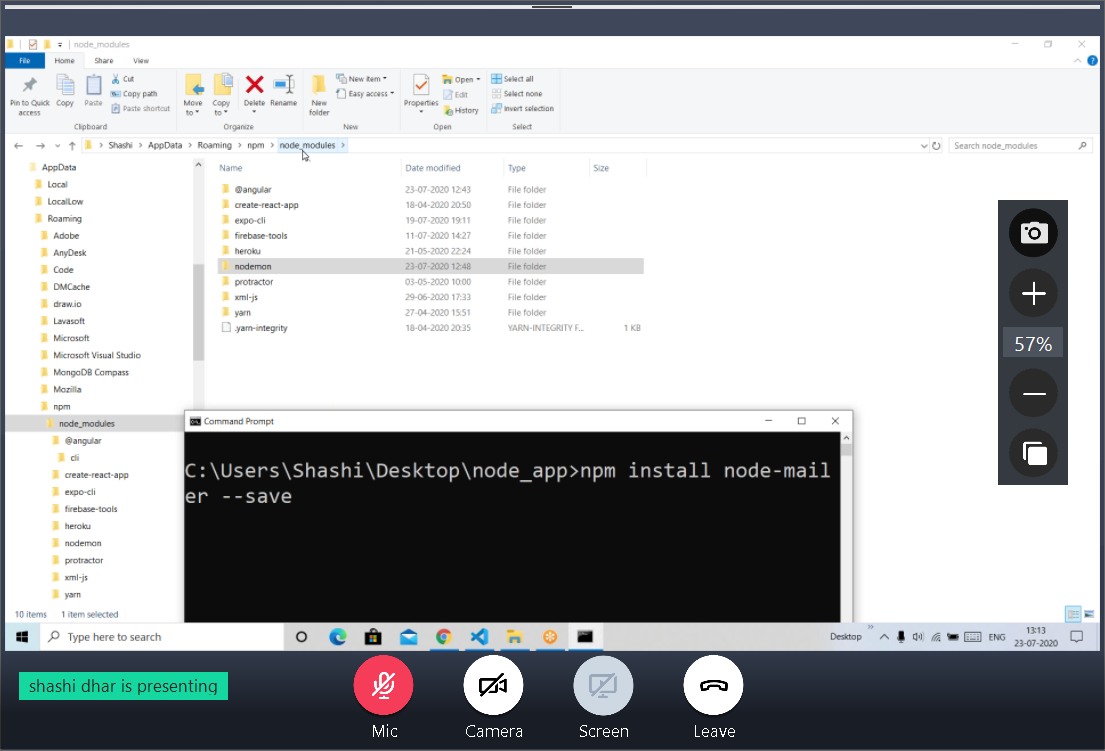 node_modules
File Home Share View
Pin to Quick access
Copy
Paste
Cut
Copy path
Paste shortcut
Clipboard
Move to
Copy to
Delete
Rename
Organize
New folder
New item
Easy access
New
Properties
Open
Edit
History
Open
Select all
Select none
Invert selection
Select
Shashi > AppData > Roaming > npm > node_modules >
Search node_modules
AppData
Local
LocalLow
Roaming
Adobe
AnyDesk
Code
DMCache
draw.io
Lavasoft
Microsoft
Microsoft Visual Studio
MongoDB Compass
Mozilla
npm
node_modules
@angular
cli
create-react-app
expo-cli
firebase-tools
heroku
nodemon
protractor
xml-js
yarn
Name Date modified Type Size
@angular 23-07-2020 12:43 File folder
create-react-app 18-04-2020 20:50 File folder
expo-cli 19-07-2020 19:11 File folder
firebase-tools 11-07-2020 14:27 File folder
heroku 21-05-2020 22:24 File folder
nodemon 23-07-2020 12:48 File folder
protractor 03-05-2020 10:00 File folder
xml-js 29-06-2020 17:33 File folder
yarn 27-04-2020 15:51 File folder
.yarn-integrity 18-04-2020 20:35 YARN-INTEGRITY F... 1 KB
57%
Command Prompt
C:\Users\Shashi\Desktop\node_app>npm install node-mail
er --save
10 items 1 item selected
Type here to search
Desktop
ENG
13:13
23-07-2020
shashi dhar is presenting
Mic
Camera
Screen
Leave